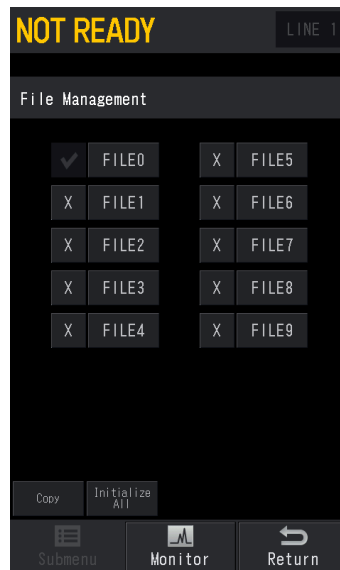 NOT READY LINE 1
File Management
FILE0 X FILE5
X FILE1 X FILE6
X FILE2 X FILE7
X FILE3 X FILE8
X FILE4 X FILE9
Copy Initialize All
Submenu Monitor Return